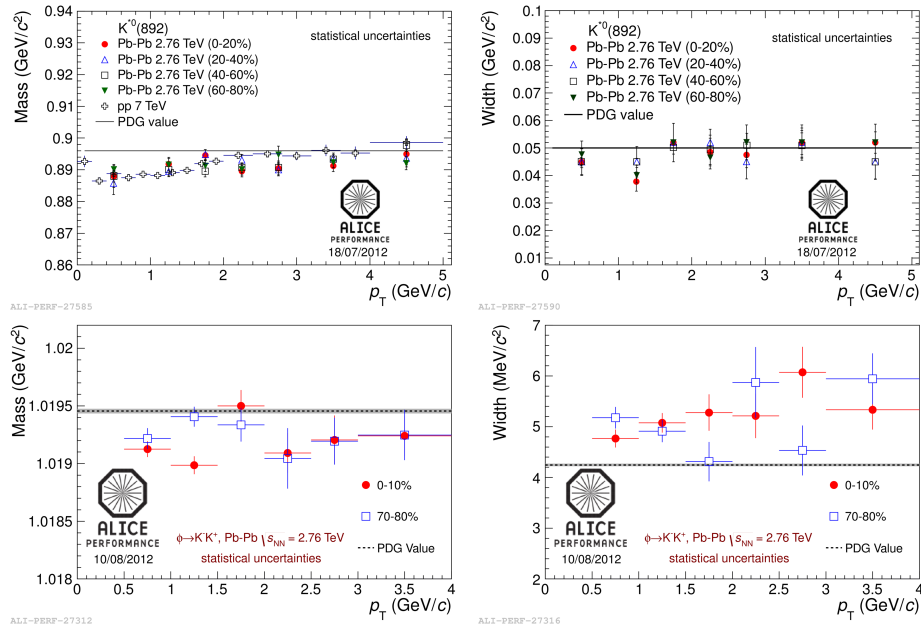 Mass (GeV/c²)
0.94
0.93
0.92
0.91
0.9
0.89
0.88
0.87
0.86
K*0(892)
statistical uncertainties
Pb-Pb 2.76 TeV (0-20%)
Pb-Pb 2.76 TeV (20-40%)
Pb-Pb 2.76 TeV (40-60%)
Pb-Pb 2.76 TeV (60-80%)
pp 7 TeV
PDG value
ALICE
PERFORMANCE
18/07/2012
0 1 2 3 4 5
pT (GeV/c)
ALI-PERF-27585
Width (GeV/c²)
0.1
0.09
0.08
0.07
0.06
0.05
0.04
0.03
0.02
0.01
K*0(892)
statistical uncertainties
Pb-Pb 2.76 TeV (0-20%)
Pb-Pb 2.76 TeV (20-40%)
Pb-Pb 2.76 TeV (40-60%)
Pb-Pb 2.76 TeV (60-80%)
PDG value
ALICE
PERFORMANCE
18/07/2012
0 1 2 3 4 5
pT (GeV/c)
ALI-PERF-27590
Mass (GeV/c²)
1.02
1.0195
1.019
1.0185
1.018
ALICE
PERFORMANCE
10/08/2012
0-10%
70-80%
PDG Value
ϕ→K-K+, Pb-Pb √sNN = 2.76 TeV
statistical uncertainties
0 0.5 1.0 1.5 2.0 2.5 3.0 3.5 4
pT (GeV/c)
ALI-PERF-27312
Width (MeV/c²)
7
6
5
4
3
2
ALICE
PERFORMANCE
10/08/2012
0-10%
70-80%
PDG Value
ϕ→K-K+, Pb-Pb √sNN = 2.76 TeV
statistical uncertainties
0 0.5 1.0 1.5 2.0 2.5 3.0 3.5 4
pT (GeV/c)
ALI-PERF-27316